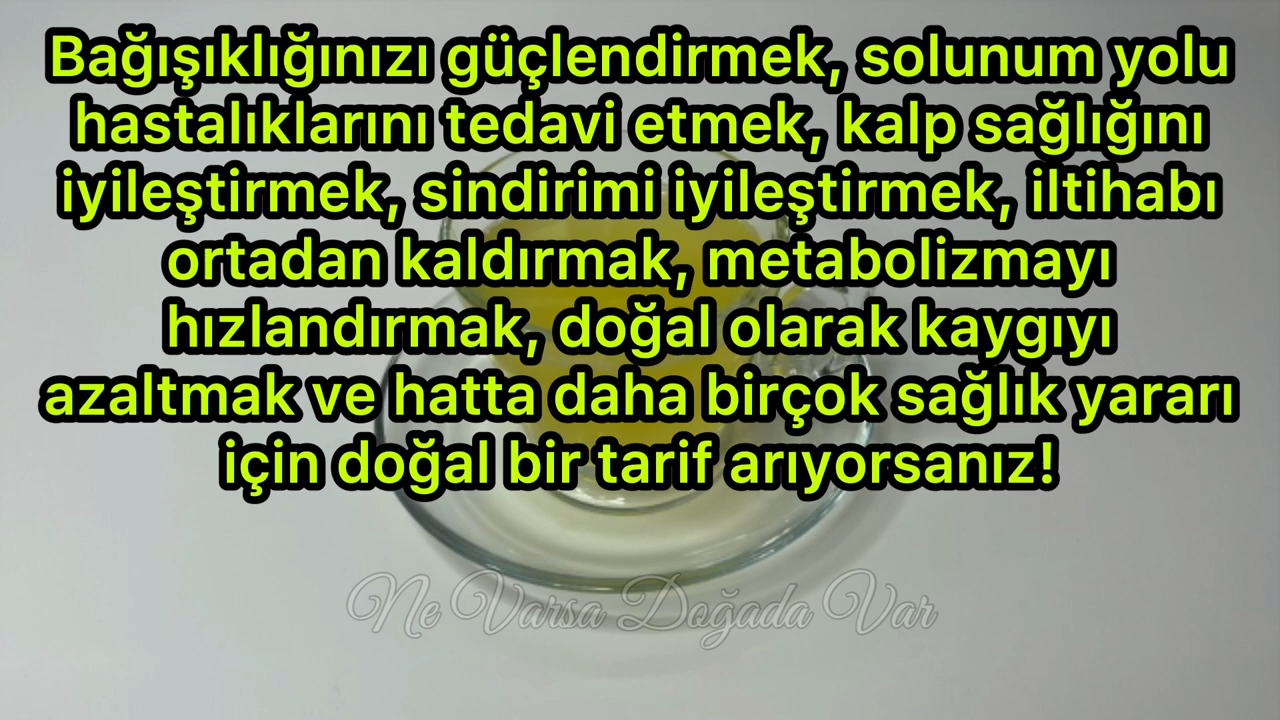 Bağışıklığınızı güçlendirmek, solunum yolu
hastalıklarını tedavi etmek, kalp sağlığını
iyileştirmek, sindirimi iyileştirmek, iltihabı
ortadan kaldırmak, metabolizmayı
hızlandırmak, doğal olarak kaygıyı
azaltmak ve hatta daha birçok sağlık yararı
için doğal bir tarif arıyorsanız!
Ne Varsa Doğada Var